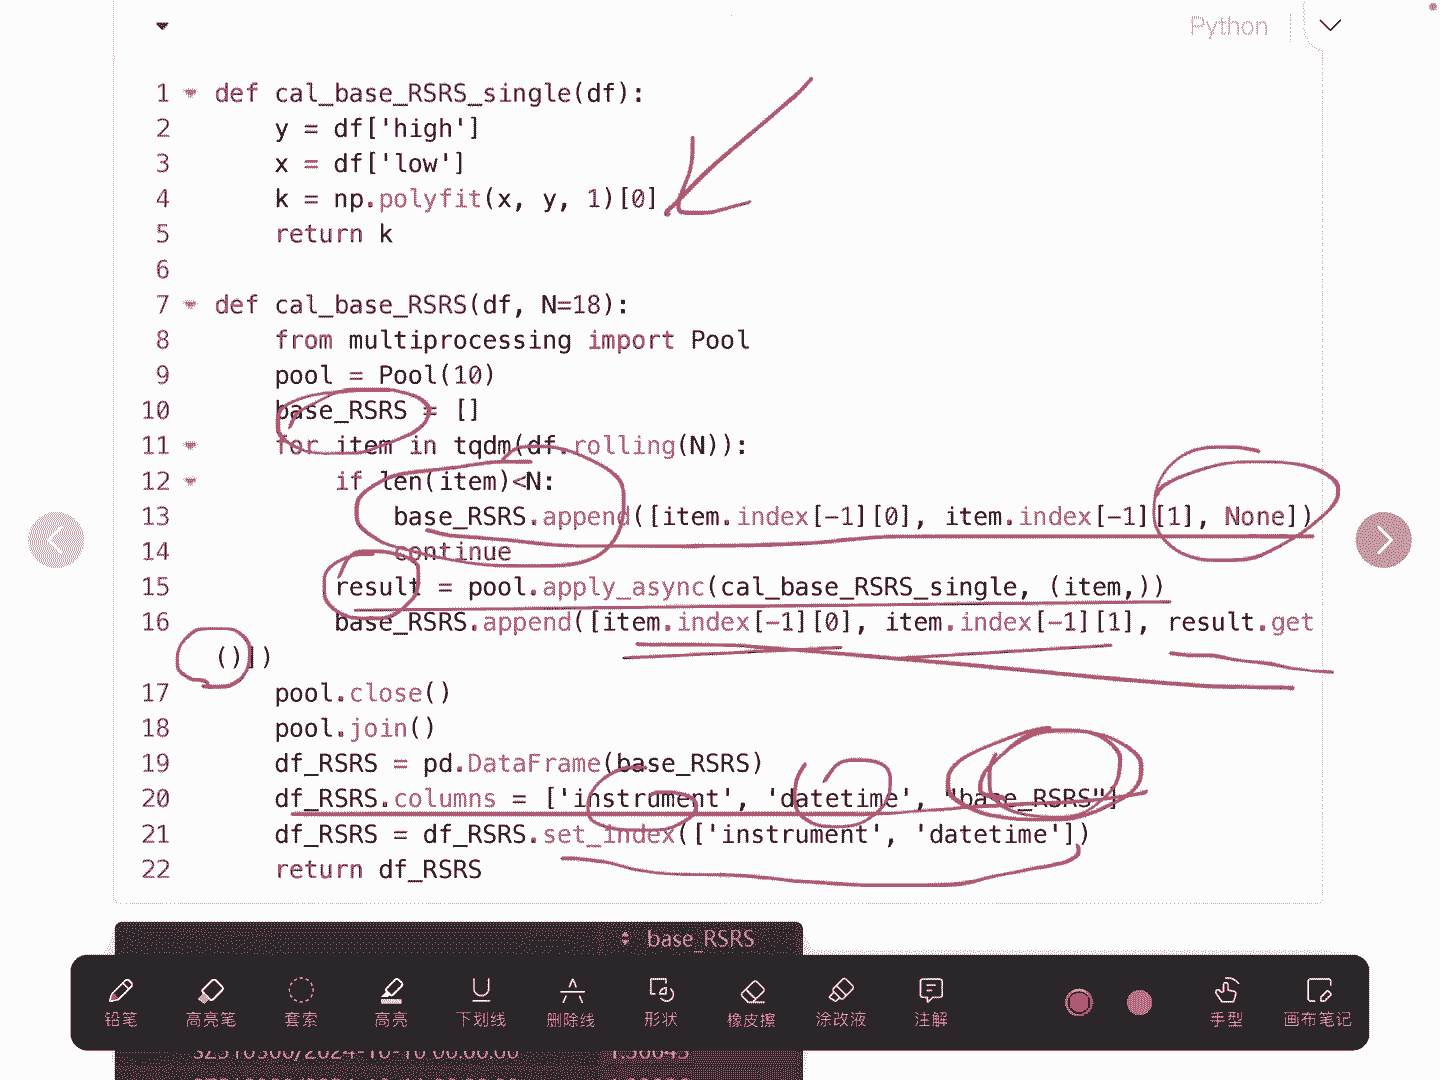 Python
1 def cal_base_RSRS_single(df):
2     y = df['high']
3     x = df['low']
4     k = np.polyfit(x, y, 1)[0]
5     return k
6
7 def cal_base_RSRS(df, N=18):
8     from multiprocessing import Pool
9     pool = Pool(10)
10     base_RSRS = []
11     for item in tqdm(df.rolling(N)):
12         if len(item)<N:
13             base_RSRS.append([item.index[-1][0], item.index[-1][1], None])
14             continue
15         result = pool.apply_async(cal_base_RSRS_single, (item,))
16         base_RSRS.append([item.index[-1][0], item.index[-1][1], result.get
()])
17     pool.close()
18     pool.join()
19     df_RSRS = pd.DataFrame(base_RSRS)
20     df_RSRS.columns = ['instrument', 'datetime', "base_RSRS"]
21     df_RSRS = df_RSRS.set_index(['instrument', 'datetime'])
22     return df_RSRS
base_RSRS
铅笔 高亮笔 套索 高亮 下划线 删除线 形状 橡皮擦 涂改液 注解 手型 画布笔记